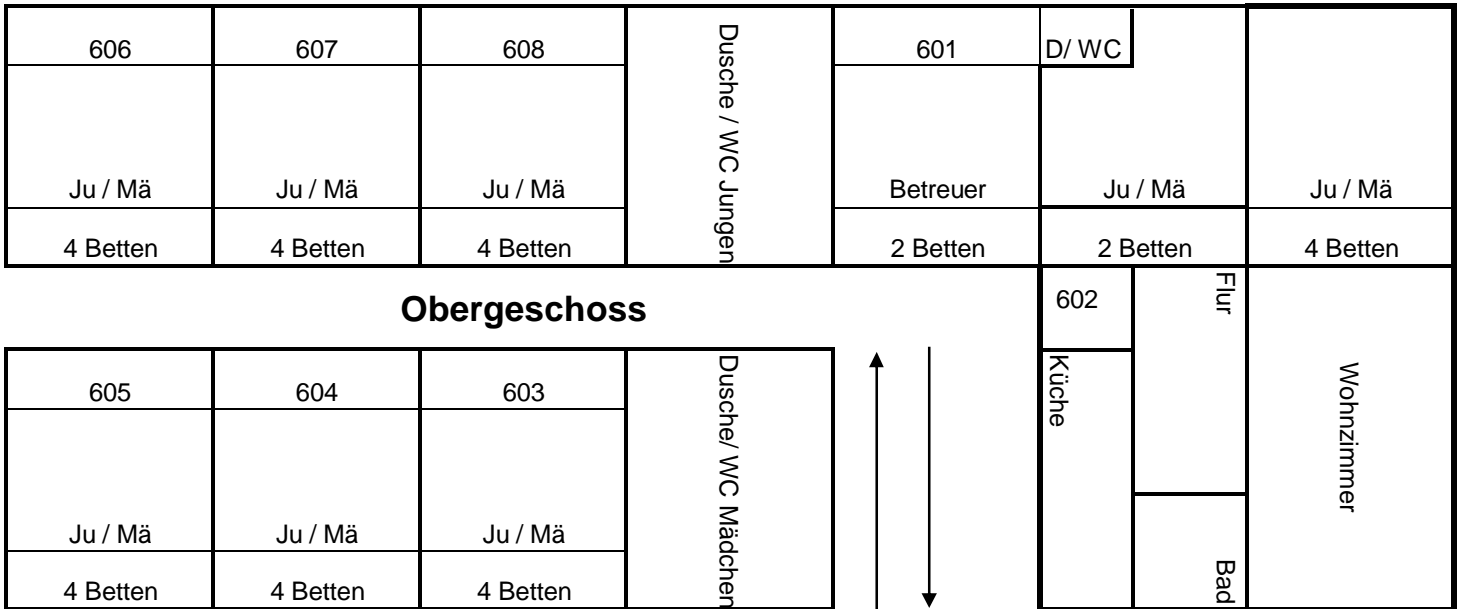 606 607 608 Dusche / WC Jungen 601 D/ WC
Ju / Mä Ju / Mä Ju / Mä Betreuer Ju / Mä Ju / Mä
4 Betten 4 Betten 4 Betten 2 Betten 2 Betten 4 Betten
Obergeschoss 602 Flur
605 604 603 Dusche/ WC Mädchen Küche Wohnzimmer
Ju / Mä Ju / Mä Ju / Mä
4 Betten 4 Betten 4 Betten Bad